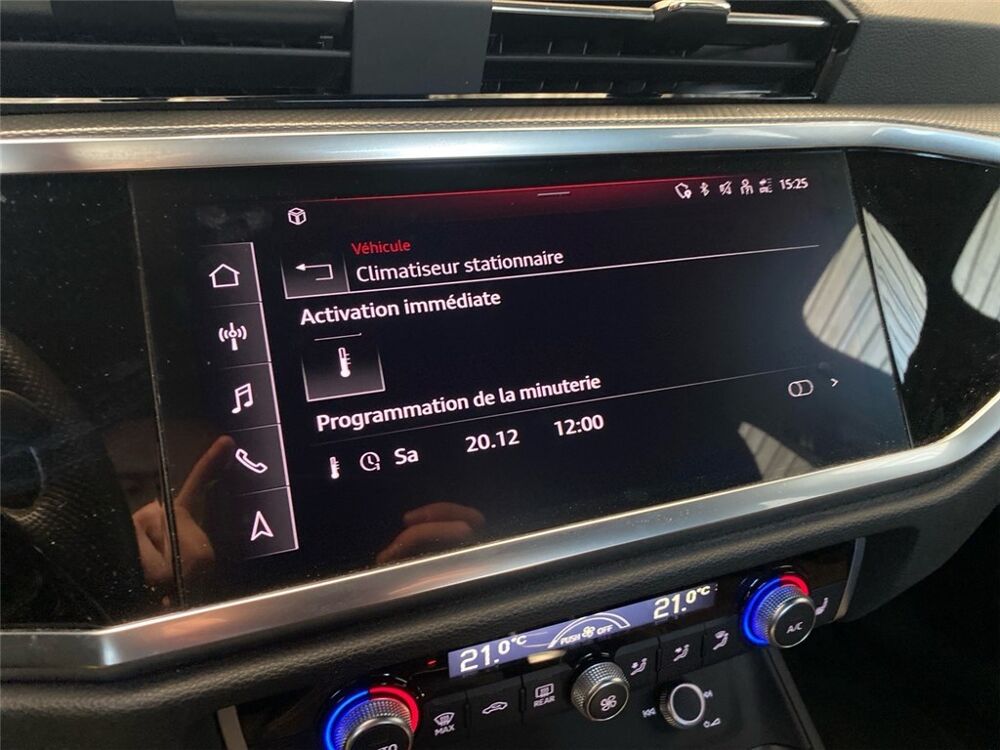 15:25
Véhicule
Climatiseur stationnaire
Activation immédiate
Programmation de la minuterie
Sa 20.12 12:00
21.0°C PUSH OFF 21.0°C
A/C
MAX
REAR